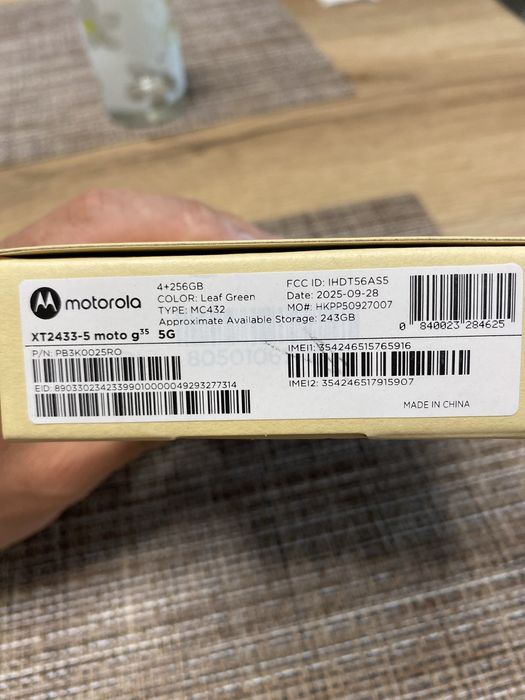 motorola
4+256GB
COLOR: Leaf Green
TYPE: MC432
Approximate Available Storage: 243GB
FCC ID: IHDT56AS5
Date: 2025-09-28
MO#: HKPP50927007
0 840023 284625
XT2433-5 moto g35 5G
P/N: PB3K0025RO
EID: 89033023423399010000049293277314
IMEI1: 354246515765916
IMEI2: 354246517915907
MADE IN CHINA